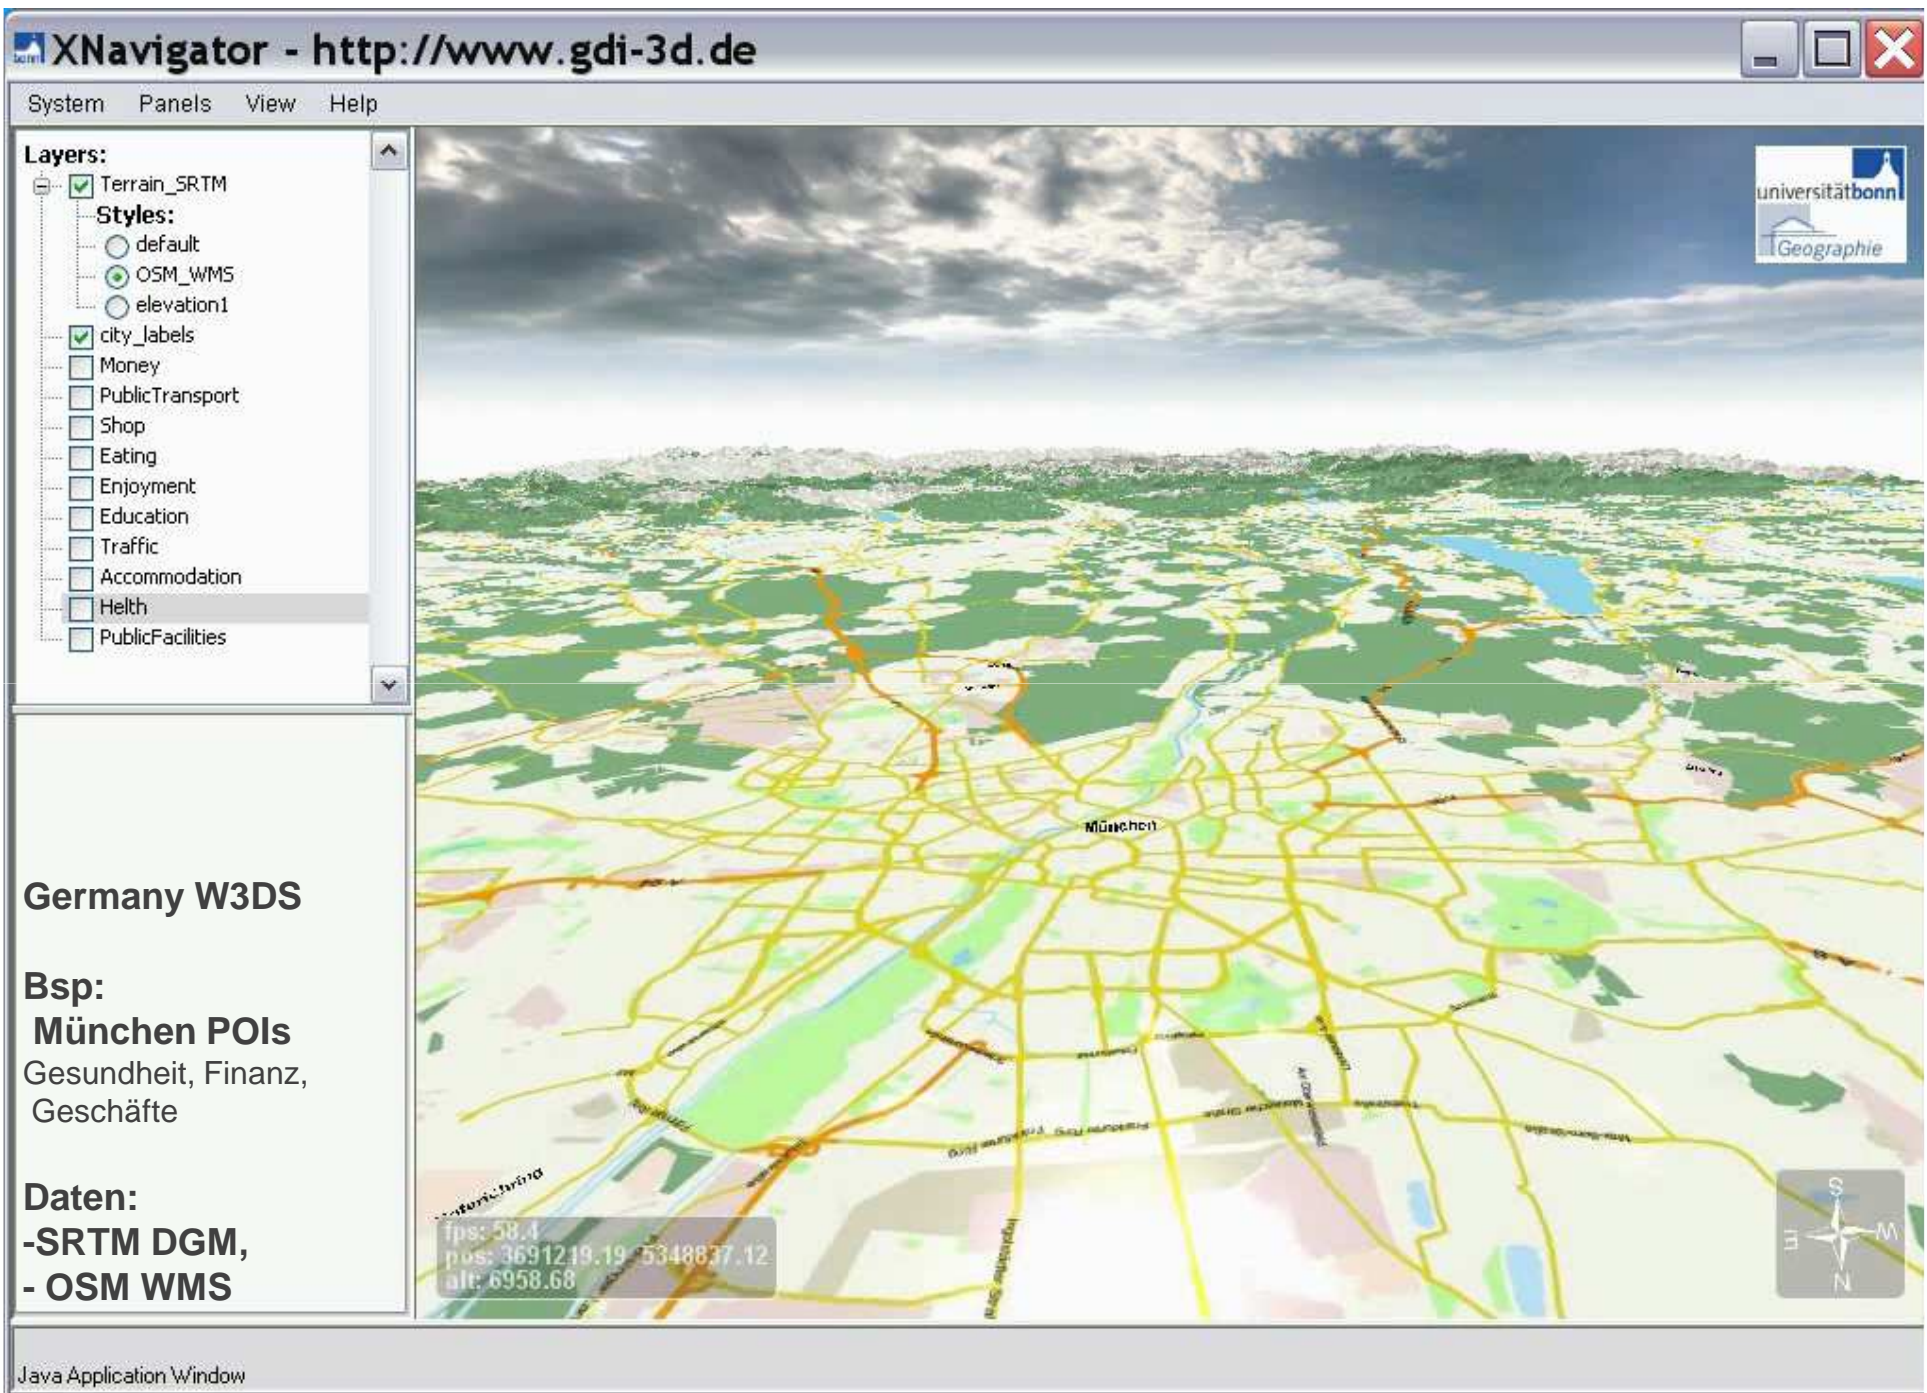 XNavigator - http://www.gdi-3d.de
System Panels View Help
Layers:
Terrain_SRTM
Styles:
default
OSM_WMS
elevation1
city_labels
Money
PublicTransport
Shop
Eating
Enjoyment
Education
Traffic
Accommodation
Helth
PublicFacilities
Germany W3DS
Bsp:
München POIs
Gesundheit, Finanz,
Geschäfte
Daten:
-SRTM DGM,
- OSM WMS
universitätbonn
Geographie
München
Frankfurter Ring
fps: 58.4
pos: 3691219.19 5348837.12
alt: 6958.68
S
W
E
N
Java Application Window